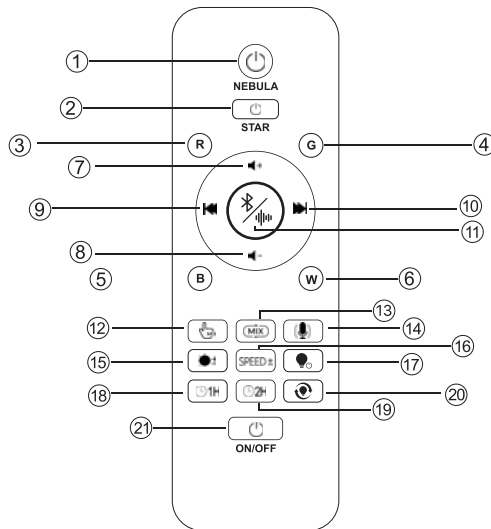 1
NEBULA
2
STAR
3 R G 4
7 +
9 10
11
8 -
5 B W 6
13
12 MIX MIX 14
16
15 ± SPEED± 17
18 1H 2H 20
19
21
ON/OFF